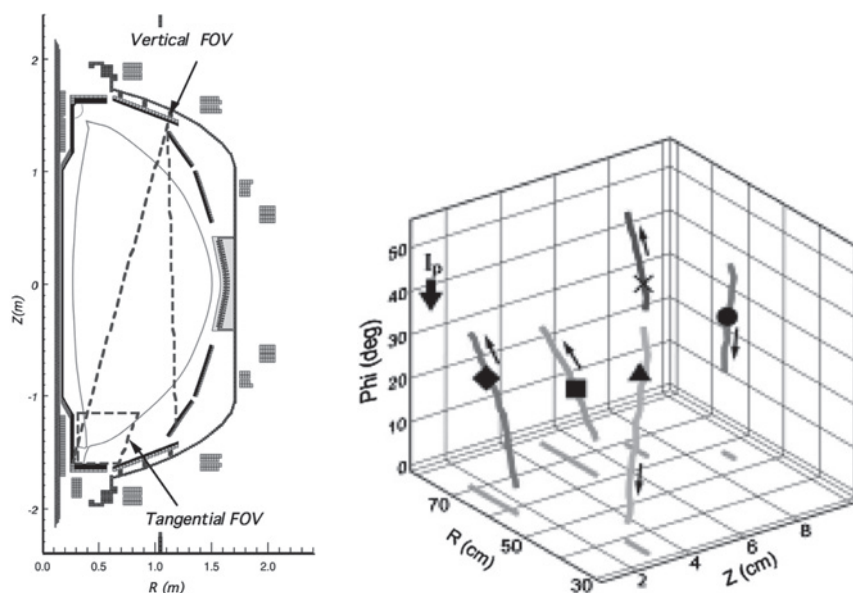 Vertical FOV
2
1
0
-1
-2
Z(m)
Tangential FOV
0.0 0.5 1.0 1.5 2.0
R (m)
Ip
50
40
30
20
10
0
Phi (deg)
70
50
30
R (cm)
2 4 6 8
Z (cm)